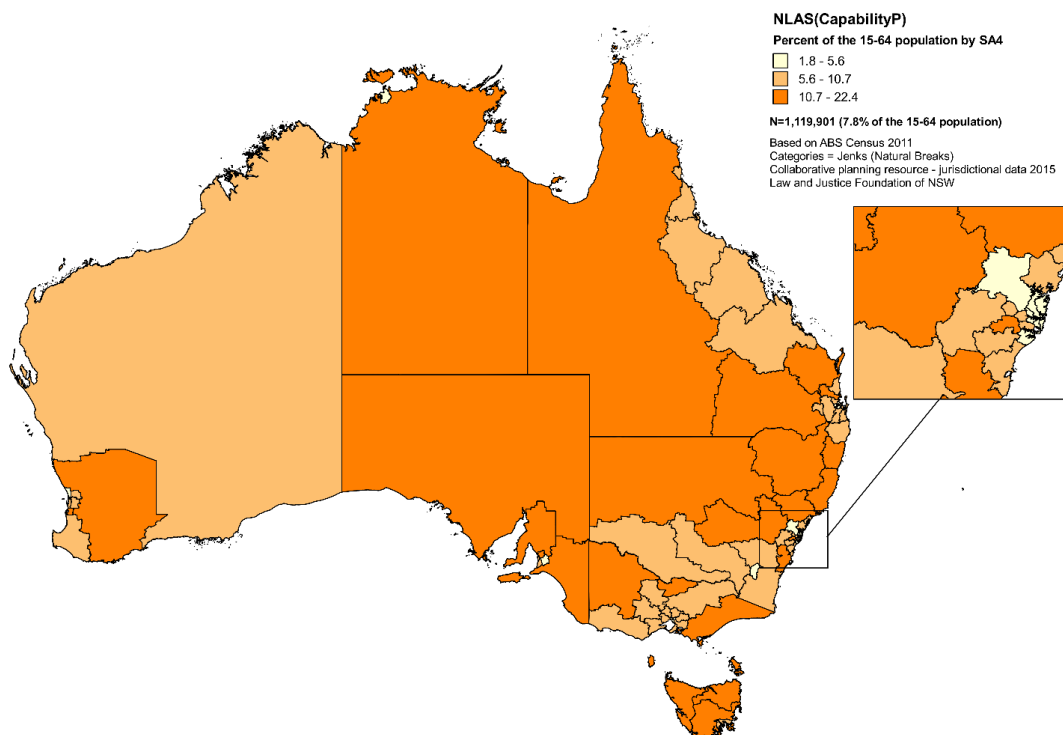 NLAS(CapabilityP)
Percent of the 15-64 population by SA4
1.8 - 5.6
5.6 - 10.7
10.7 - 22.4
N=1,119,901 (7.8% of the 15-64 population)
Based on ABS Census 2011
Categories = Jenks (Natural Breaks)
Collaborative planning resource - jurisdictional data 2015
Law and Justice Foundation of NSW